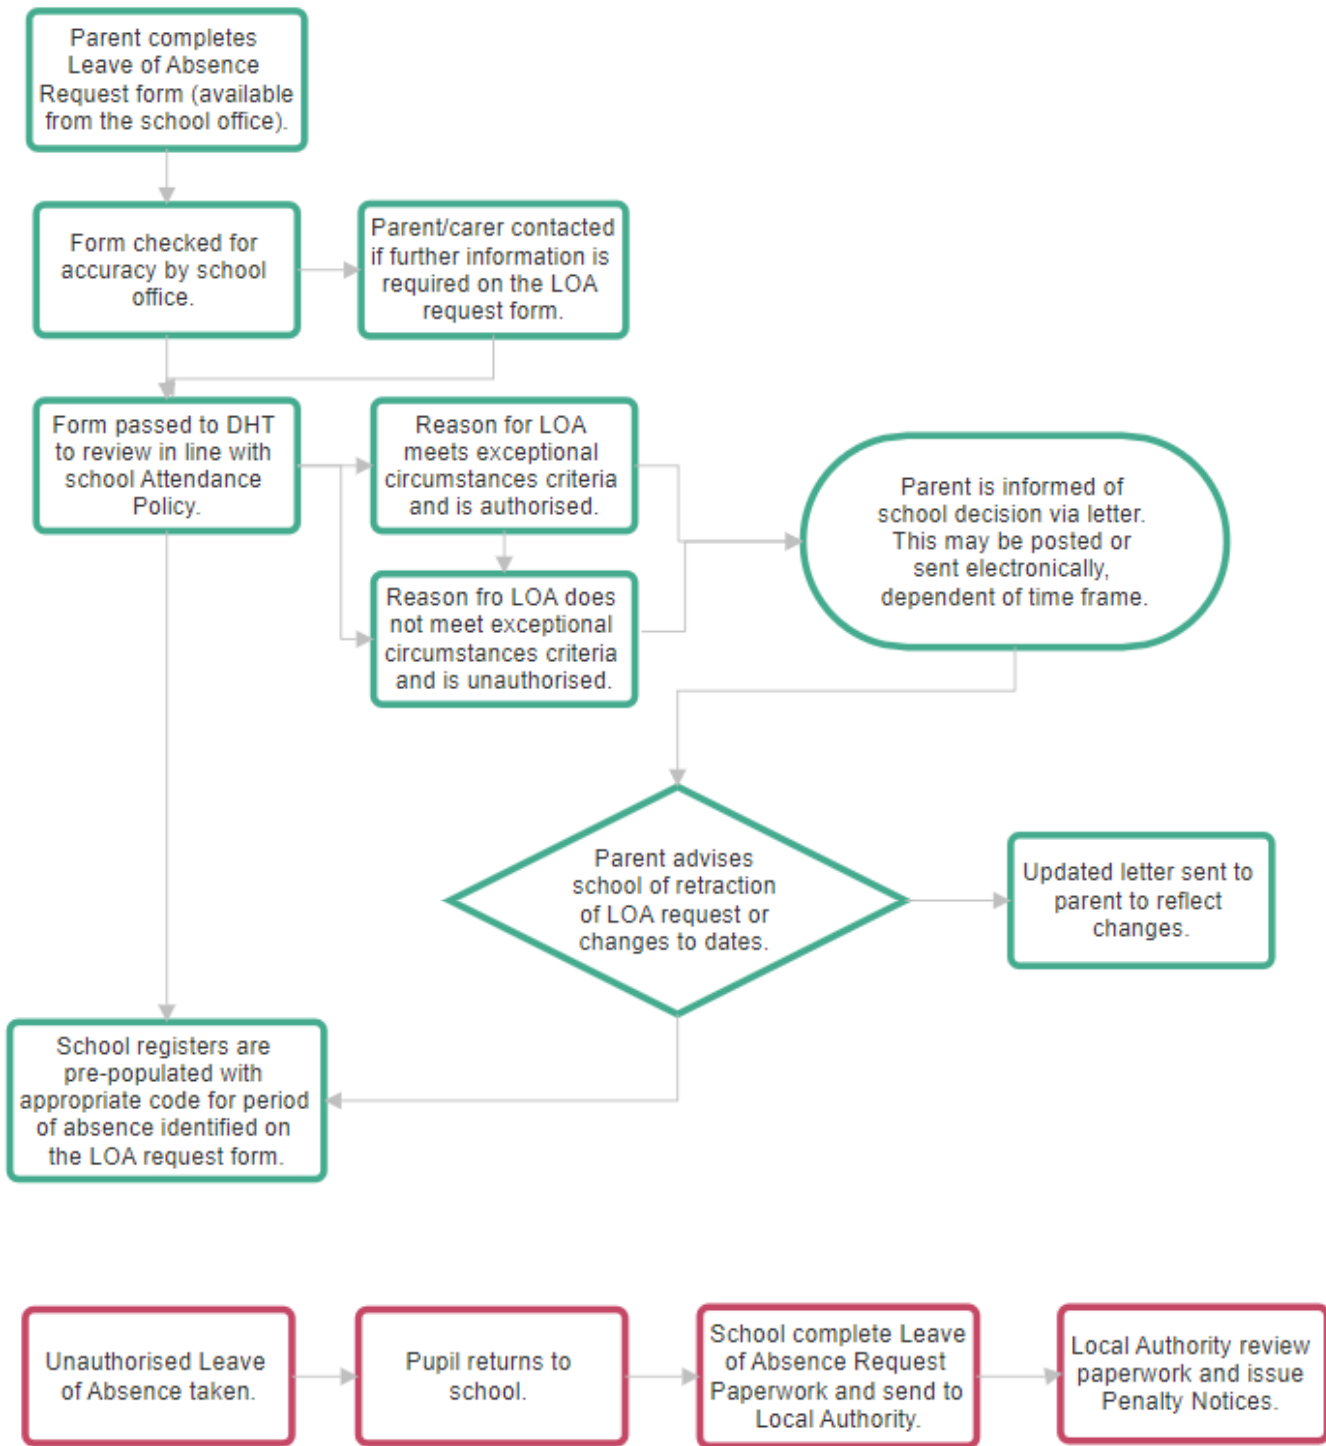 Parent completes
Leave of Absence
Request form (available
from the school office).
Form checked for
accuracy by school
office.
Parent/carer contacted
if further information is
required on the LOA
request form.
Form passed to DHT
to review in line with
school Attendance
Policy.
Reason for LOA
meets exceptional
circumstances criteria
and is authorised.
Reason fro LOA does
not meet exceptional
circumstances criteria
and is unauthorised.
Parent is informed of
school decision via letter.
This may be posted or
sent electronically,
dependent of time frame.
Parent advises
school of retraction
of LOA request or
changes to dates.
Updated letter sent to
parent to reflect
changes.
School registers are
pre-populated with
appropriate code for period
of absence identified on
the LOA request form.
Unauthorised Leave
of Absence taken.
Pupil returns to
school.
School complete Leave
of Absence Request
Paperwork and send to
Local Authority.
Local Authority review
paperwork and issue
Penalty Notices.